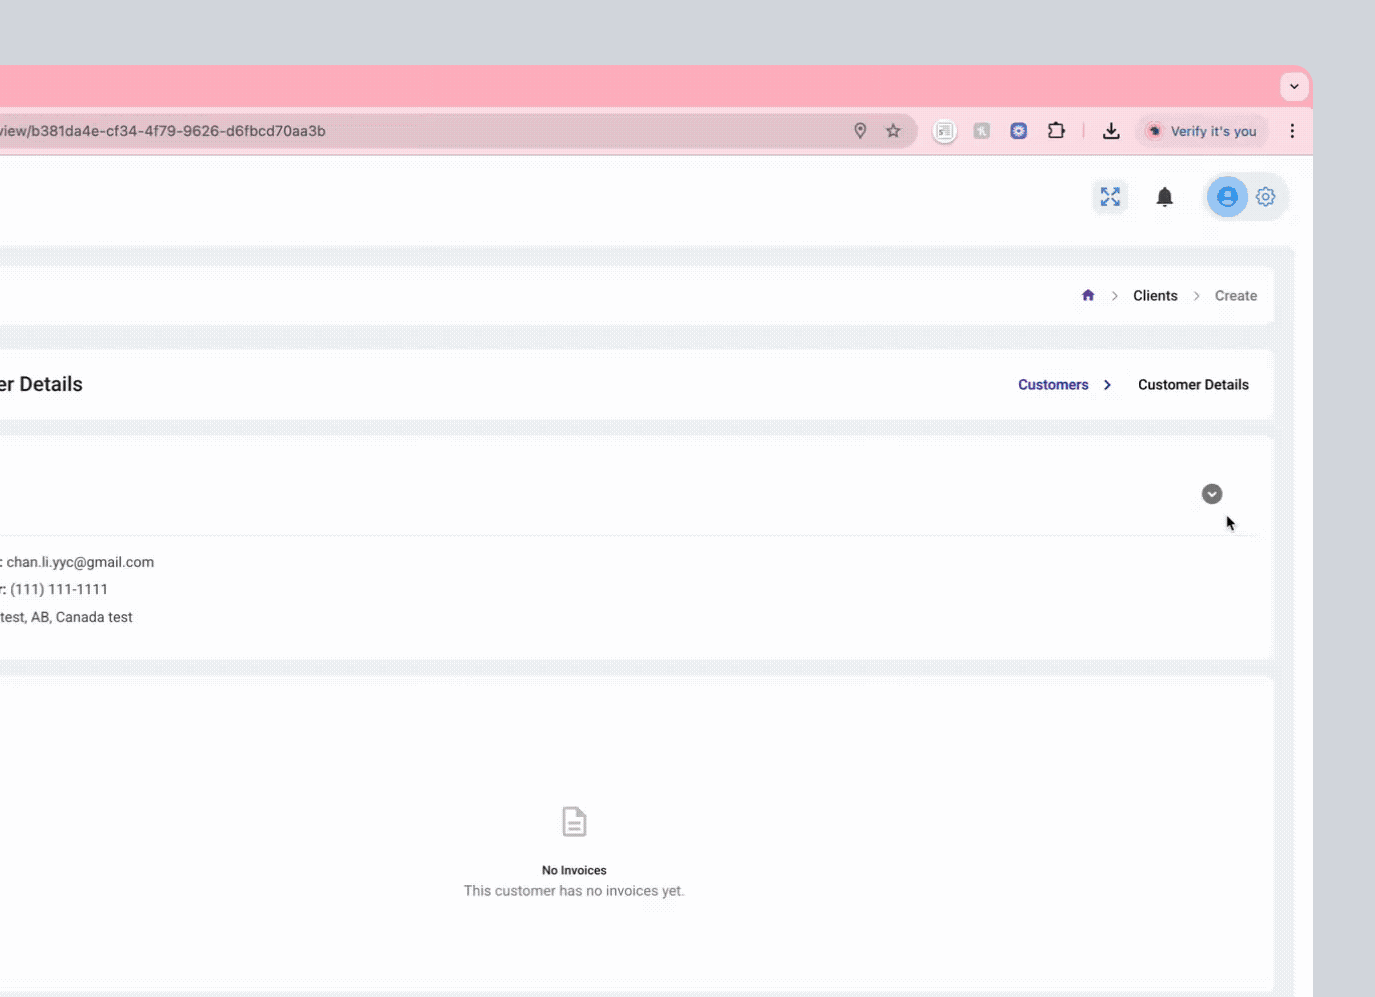 view/b381da4e-cf34-4f79-9626-d6fbcd70aa3b
Verify it's you
Clients
Create
er Details
Customers
Customer Details
: chan.li.yyc@gmail.com
r: (111) 111-1111
test, AB, Canada test
No Invoices
This customer has no invoices yet.